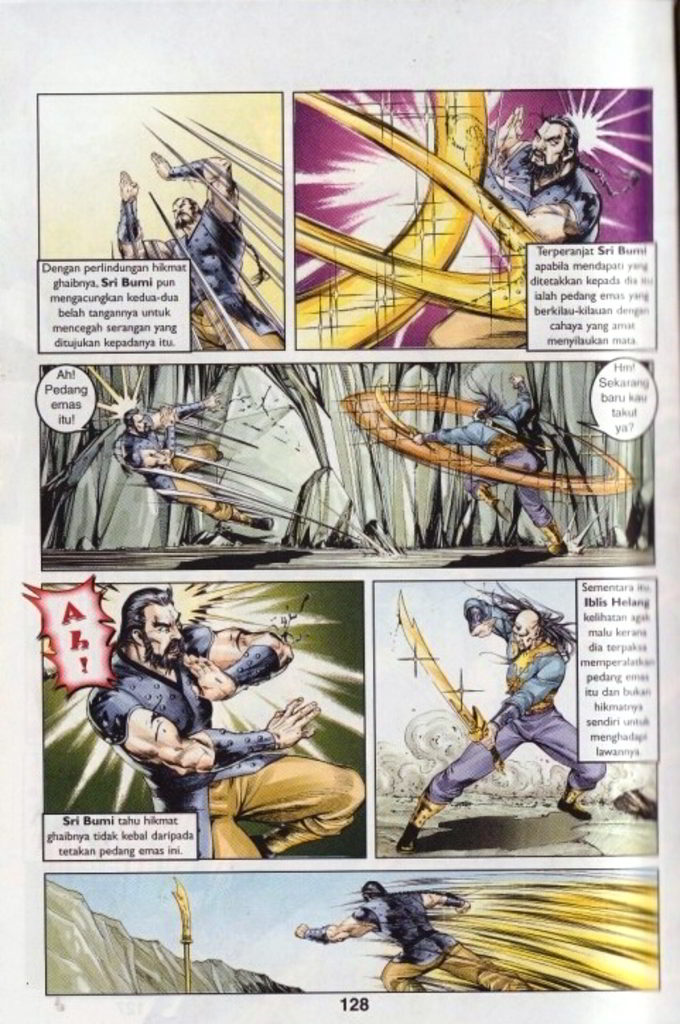 Dengan perlindungan hikmat
ghaibnya, Sri Bumi pun
mengacungkan kedua-dua
belah tangannya untuk
mencegah serangan yang
ditujukan kepadanya itu.
Terperanjat Sri Bumi
apabila mendapati yang
ditetakkan kepada dia itu
ialah pedang emas yang
berkilau-kilauan dengan
cahaya yang amat
menyilaukan mata.
Ah!
Pedang
emas
itu!
Hm!
Sekarang
baru kau
takut
ya?
Ah!
Sri Bumi tahu hikmat
ghaibnya tidak kebal daripada
tetakan pedang emas ini.
Sementara itu,
Iblis Helang
kelihatan agak
malu kerana
dia terpaksa
memperalatkan
pedang emas
itu dan bukan
hikmatnya
sendiri untuk
menghadapi
lawannya.
128